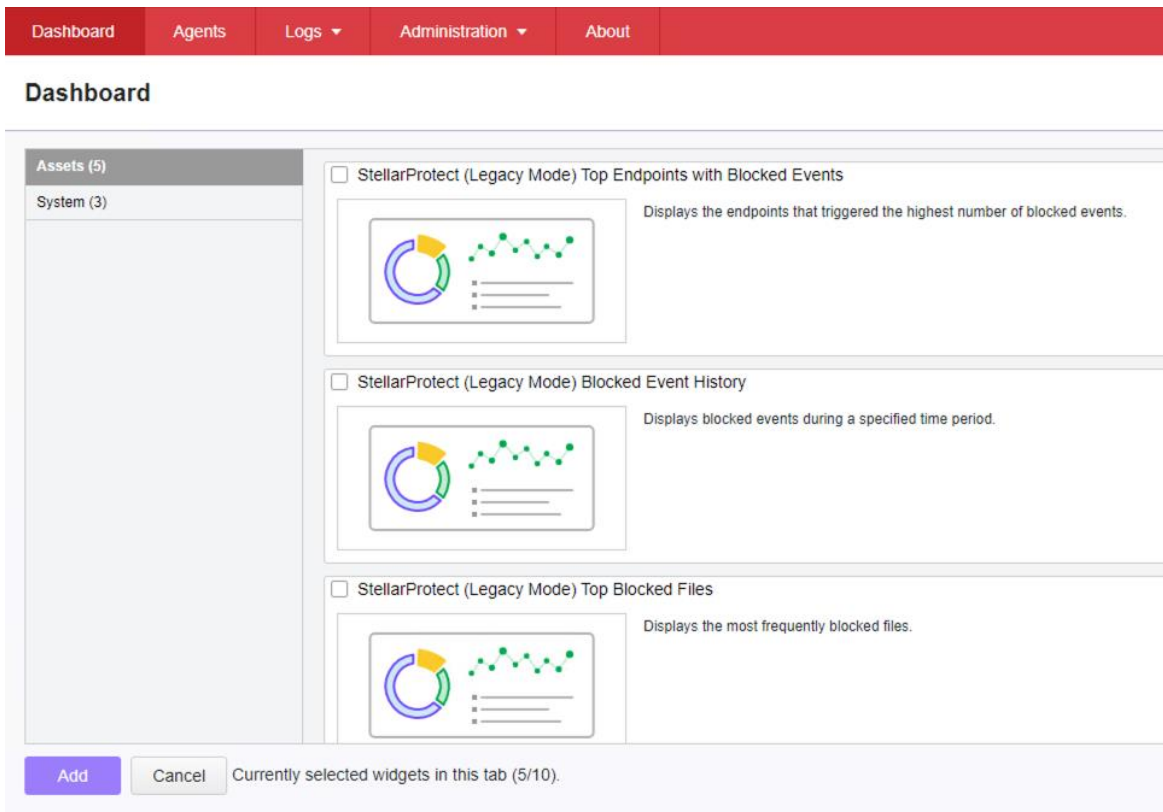 Dashboard
Agents
Logs
Administration
About
Dashboard
Assets (5)
System (3)
StellarProtect (Legacy Mode) Top Endpoints with Blocked Events
Displays the endpoints that triggered the highest number of blocked events.
StellarProtect (Legacy Mode) Blocked Event History
Displays blocked events during a specified time period.
StellarProtect (Legacy Mode) Top Blocked Files
Displays the most frequently blocked files.
Add
Cancel
Currently selected widgets in this tab (5/10).